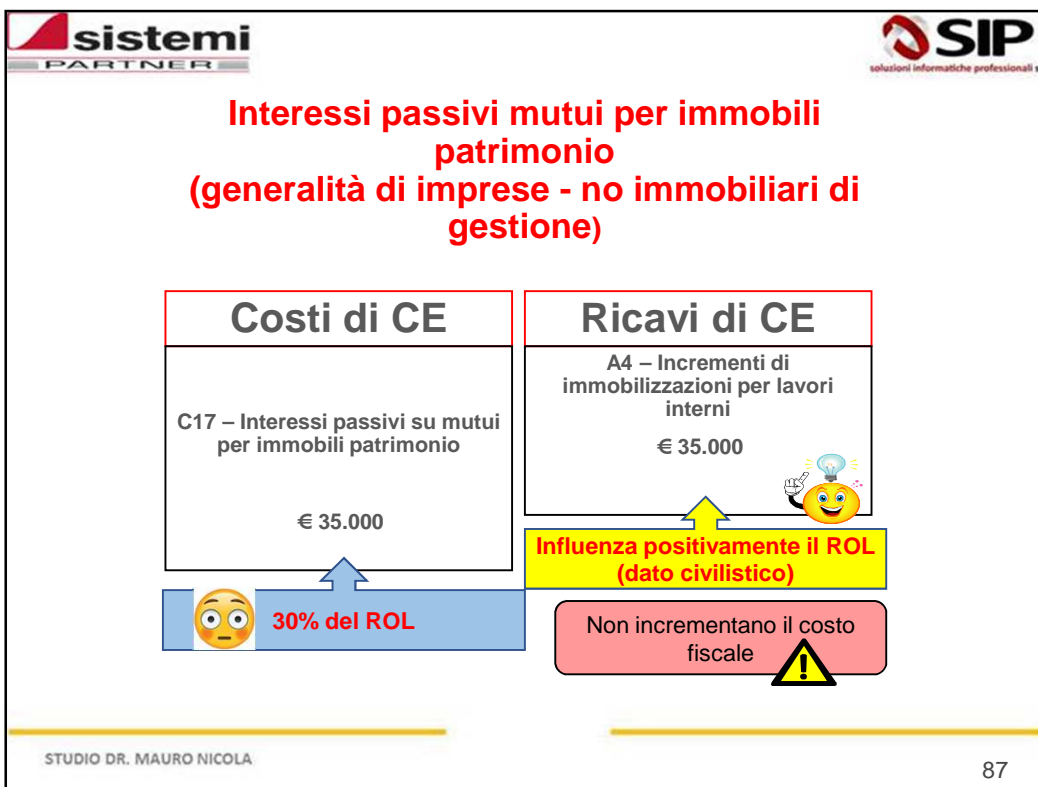 sistemi
PARTNER
SIP
soluzioni informatiche professionali s
Interessi passivi mutui per immobili
patrimonio
(generalità di imprese - no immobiliari di
gestione)
Costi di CE
C17 – Interessi passivi su mutui
per immobili patrimonio
€ 35.000
30% del ROL
Ricavi di CE
A4 – Incrementi di
immobilizzazioni per lavori
interni
€ 35.000
Influenza positivamente il ROL
(dato civilistico)
Non incrementano il costo
fiscale
!
STUDIO DR. MAURO NICOLA
87